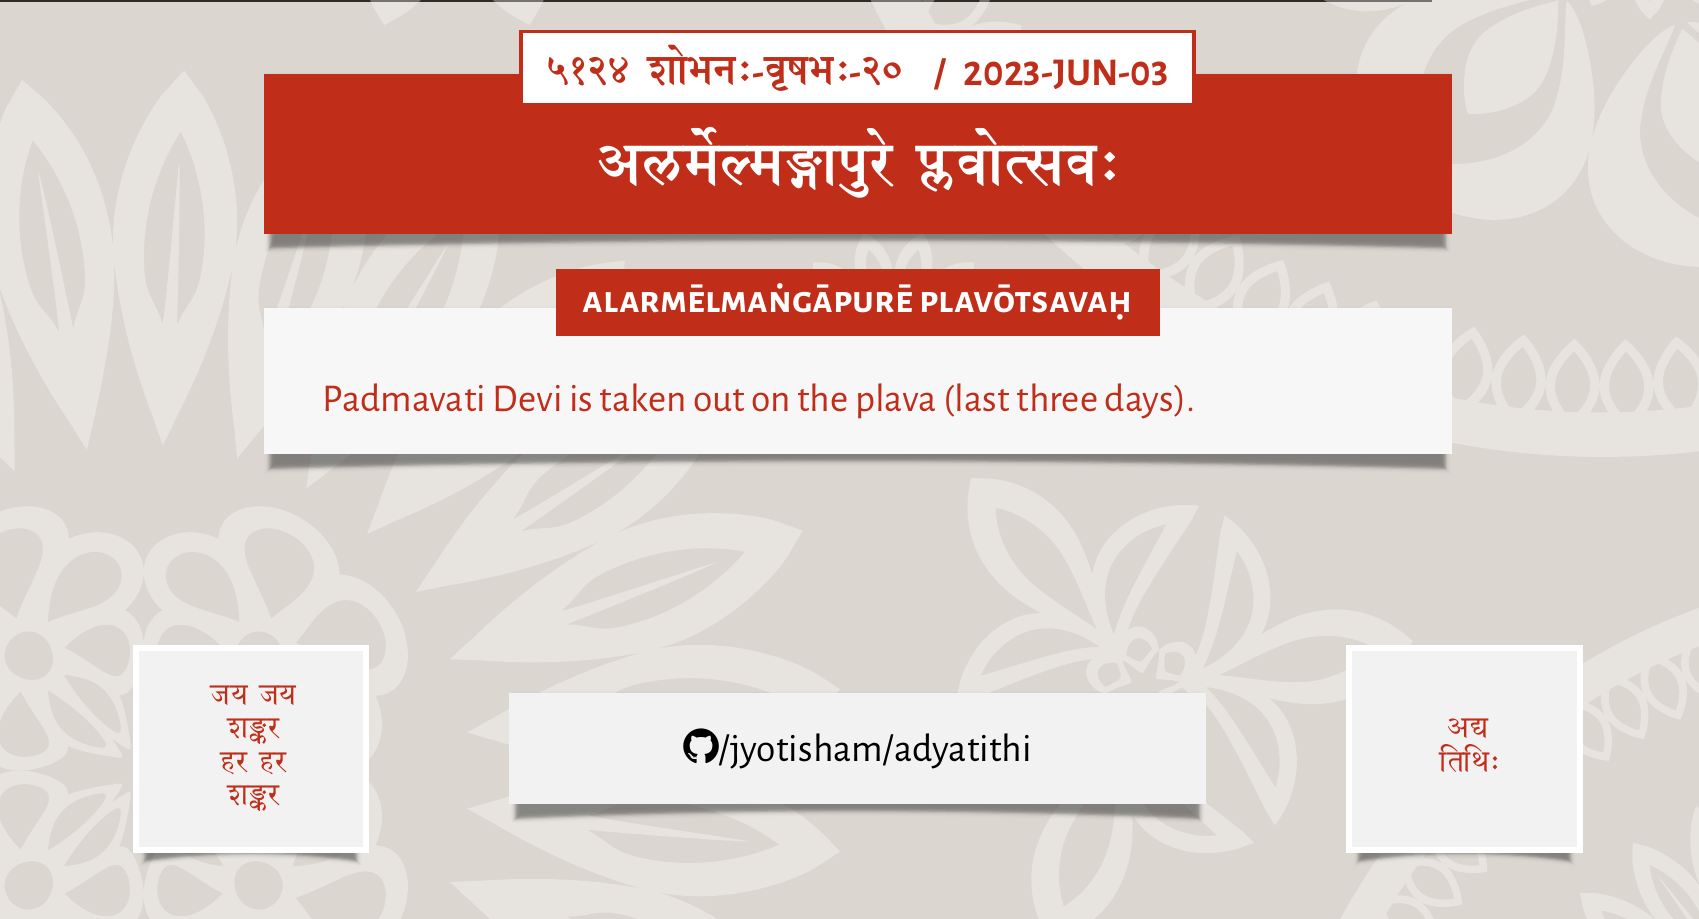 ५१२४ शोभनः-वृषभः-२० / 2023-JUN-03
अलर्मेल्मङ्गापुरे प्लवोत्सवः
ALARMĒLMAṄGĀPURĒ PLAVŌTSAVAḤ
Padmavati Devi is taken out on the plava (last three days).
जय जय
शङ्कर
हर हर
शङ्कर
/jyotisham/adyatithi
अद्य
तिथिः